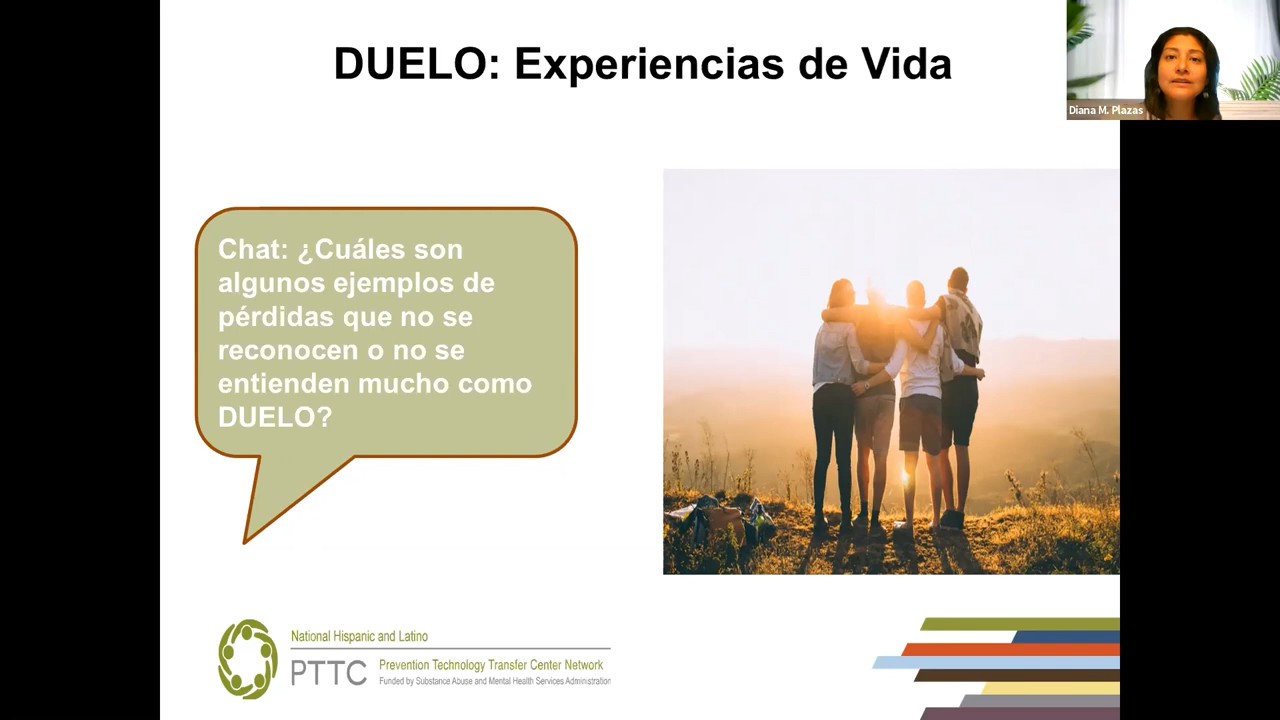 DUELO: Experiencias de Vida
Diana M. Plazas
Chat: ¿Cuáles son
algunos ejemplos de
pérdidas que no se
reconocen o no se
entienden mucho como
DUELO?
National Hispanic and Latino
PTTC
Prevention Technology Transfer Center Network
Funded by Substance Abuse and Mental Health Services Administration